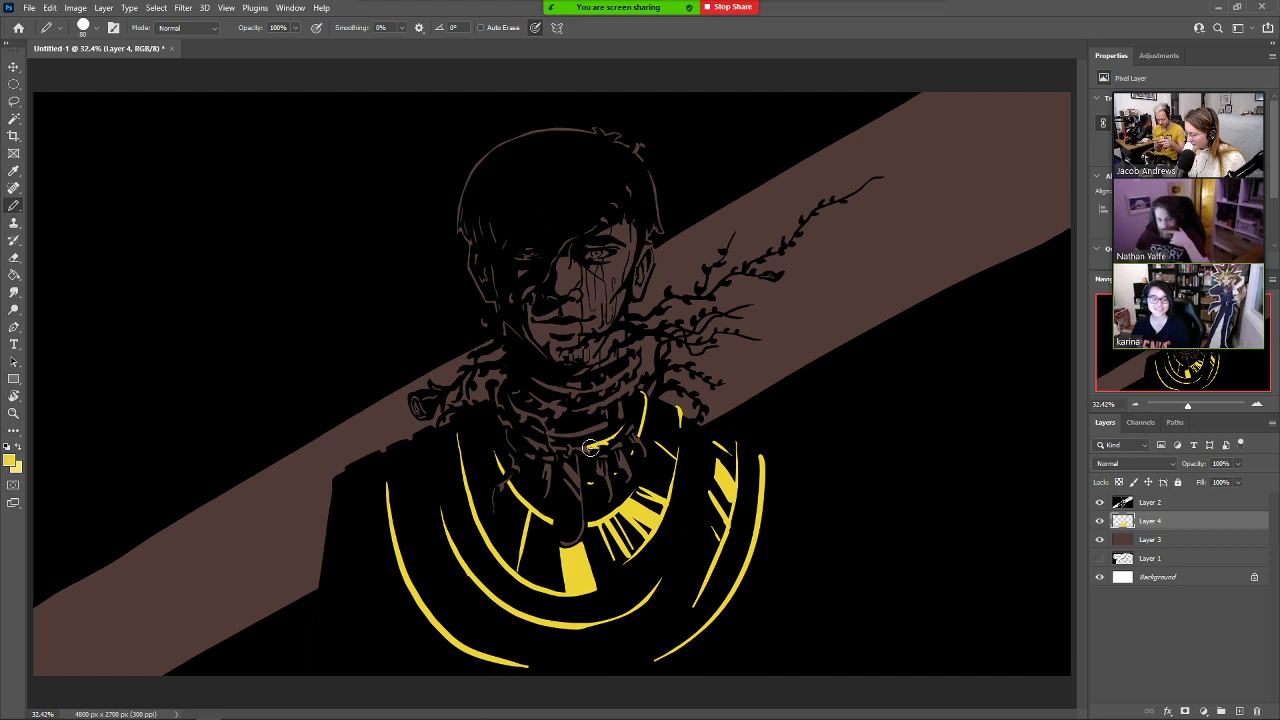 You are screen sharing
Stop Share
Ps
File Edit Image Layer Type Select Filter 3D View Plugins Window Help
80
Mode: Normal
Opacity: 100%
Smoothing: 0%
0°
Auto Erase
Untitled-1 @ 32.4% (Layer 4, RGB/8) *
Properties Adjustments
Pixel Layer
Jacob Andrews
Nathan Yaffe
karina
32.42%
Layers Channels Paths
Kind
Normal
Opacity: 100%
Lock:
Fill: 100%
Layer 2
Layer 4
Layer 3
Layer 1
Background
32.42% 4800 px x 2700 px (300 ppi)